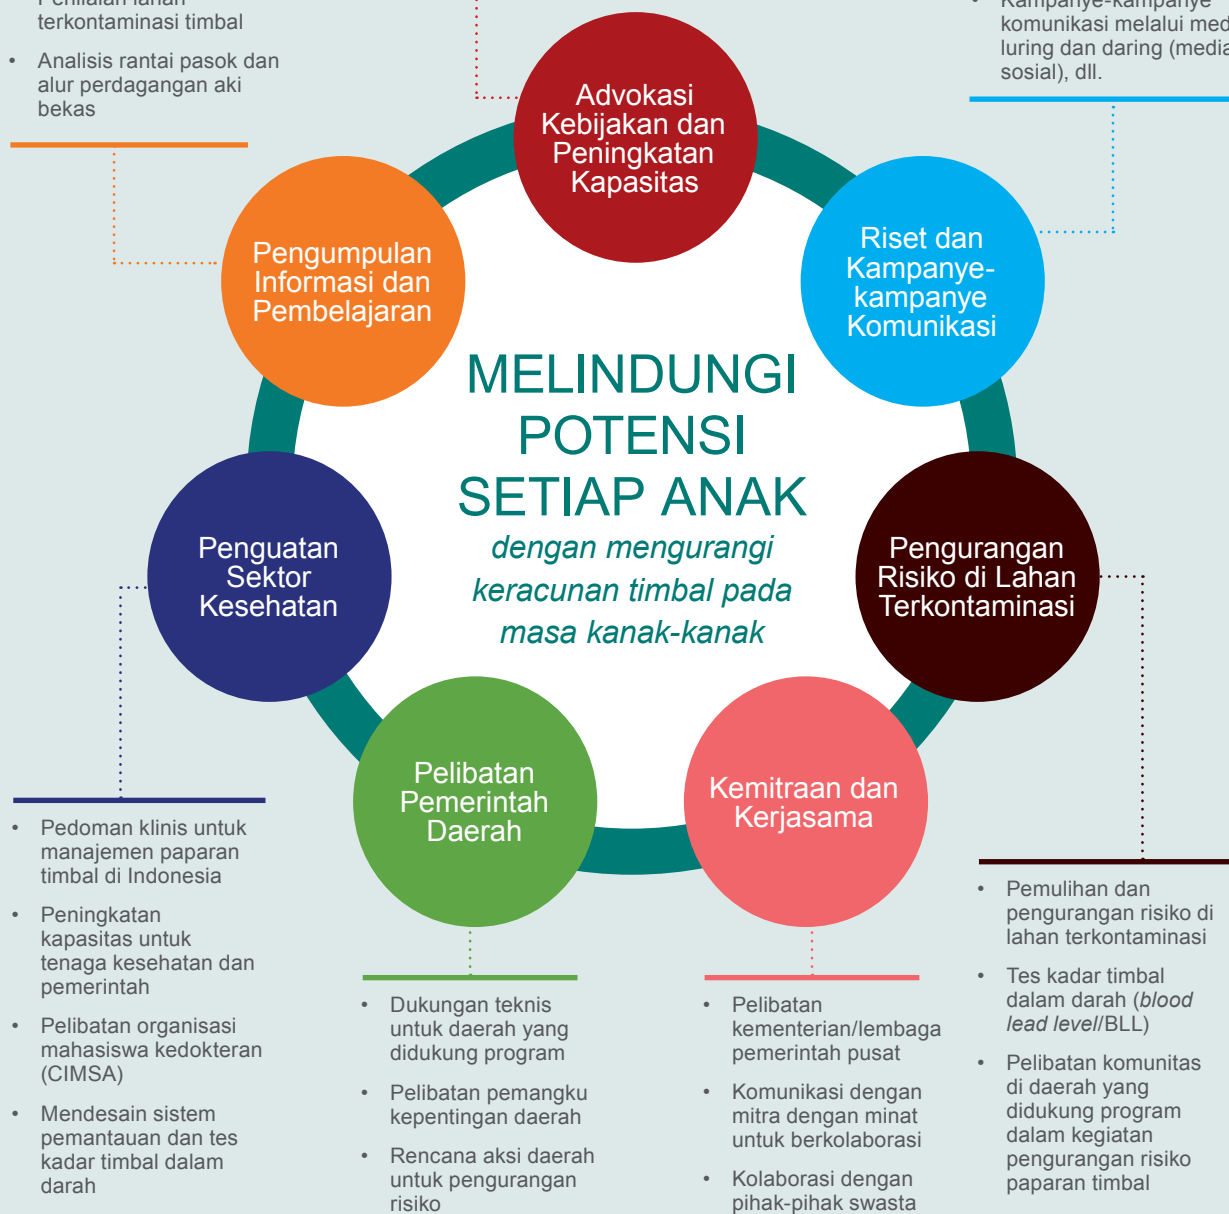 Penilaian lahan
terkontaminasi timbal
• Analisis rantai pasok dan
alur perdagangan aki
bekas
• Kampanye-kampanye
komunikasi melalui med
luring dan daring (media
sosial), dll.
Advokasi
Kebijakan dan
Peningkatan
Kapasitas
Pengumpulan
Informasi dan
Pembelajaran
Riset dan
Kampanye-
kampanye
Komunikasi
MELINDUNGI
POTENSI
SETIAP ANAK
dengan mengurangi
keracunan timbal pada
masa kanak-kanak
Penguatan
Sektor
Kesehatan
Pengurangan
Risiko di Lahan
Terkontaminasi
Pelibatan
Pemerintah
Daerah
Kemitraan dan
Kerjasama
• Pedoman klinis untuk
manajemen paparan
timbal di Indonesia
• Peningkatan
kapasitas untuk
tenaga kesehatan dan
pemerintah
• Pelibatan organisasi
mahasiswa kedokteran
(CIMSA)
• Mendesain sistem
pemantauan dan tes
kadar timbal dalam
darah
• Dukungan teknis
untuk daerah yang
didukung program
• Pelibatan pemangku
kepentingan daerah
• Rencana aksi daerah
untuk pengurangan
risiko
• Pelibatan
kementerian/lembaga
pemerintah pusat
• Komunikasi dengan
mitra dengan minat
untuk berkolaborasi
• Kolaborasi dengan
pihak-pihak swasta
• Pemulihan dan
pengurangan risiko di
lahan terkontaminasi
• Tes kadar timbal
dalam darah (blood
lead level/BLL)
• Pelibatan komunitas
di daerah yang
didukung program
dalam kegiatan
pengurangan risiko
paparan timbal